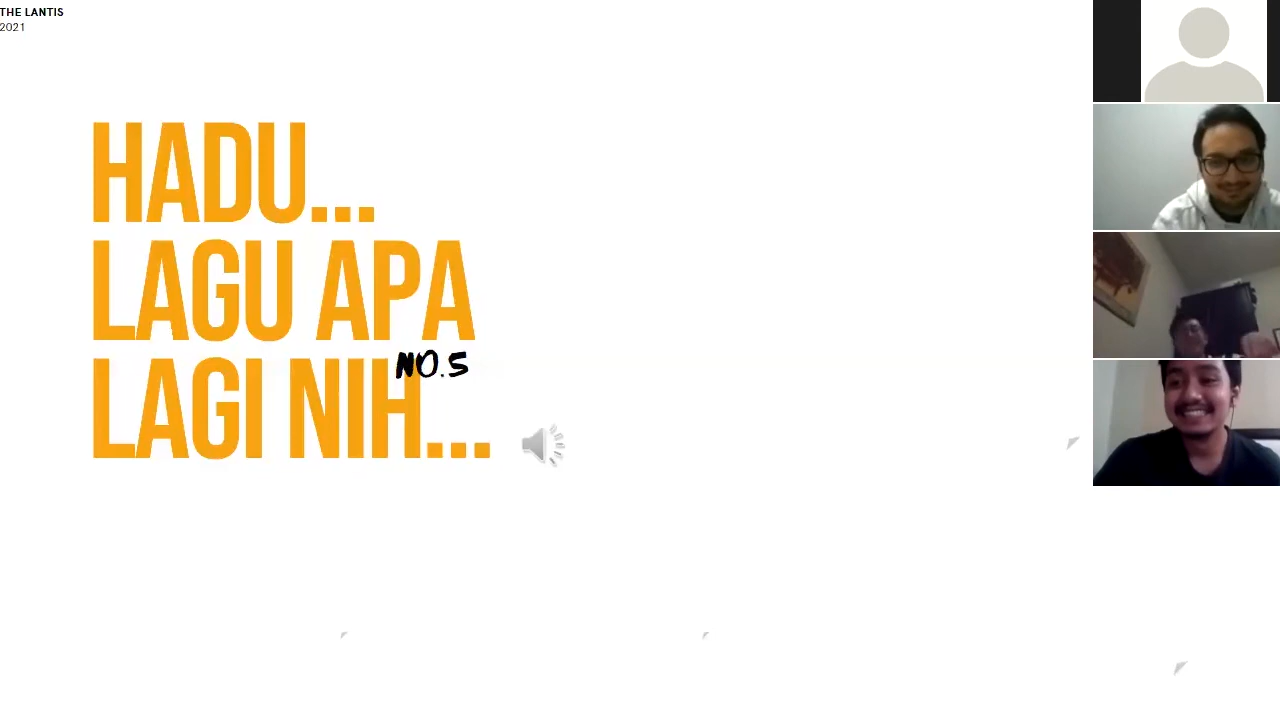 THE LANTIS
2021
HADU...
LAGU APA
LAGI NIH...
NO.5